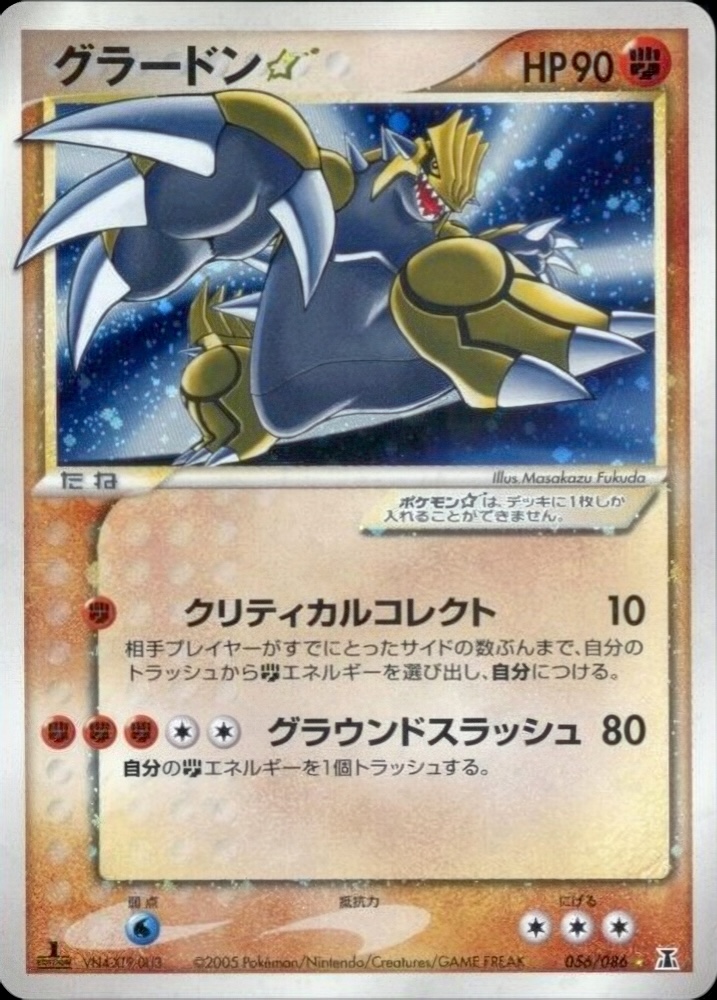 グラードン☆ HP90
たね
Illus. Masakazu Fukuda
ポケモン☆は、デッキに1枚しか
入れることができません。
クリティカルコレクト 10
相手プレイヤーがすでにとったサイドの数ぶんまで、自分の
トラッシュからエネルギーを選び出し、自分につける。
グラウンドスラッシュ 80
自分のエネルギーを1個トラッシュする。
弱点 抵抗力 にげる
1 EDITION ©2005 Pokémon/Nintendo/Creatures/GAME FREAK 056/086